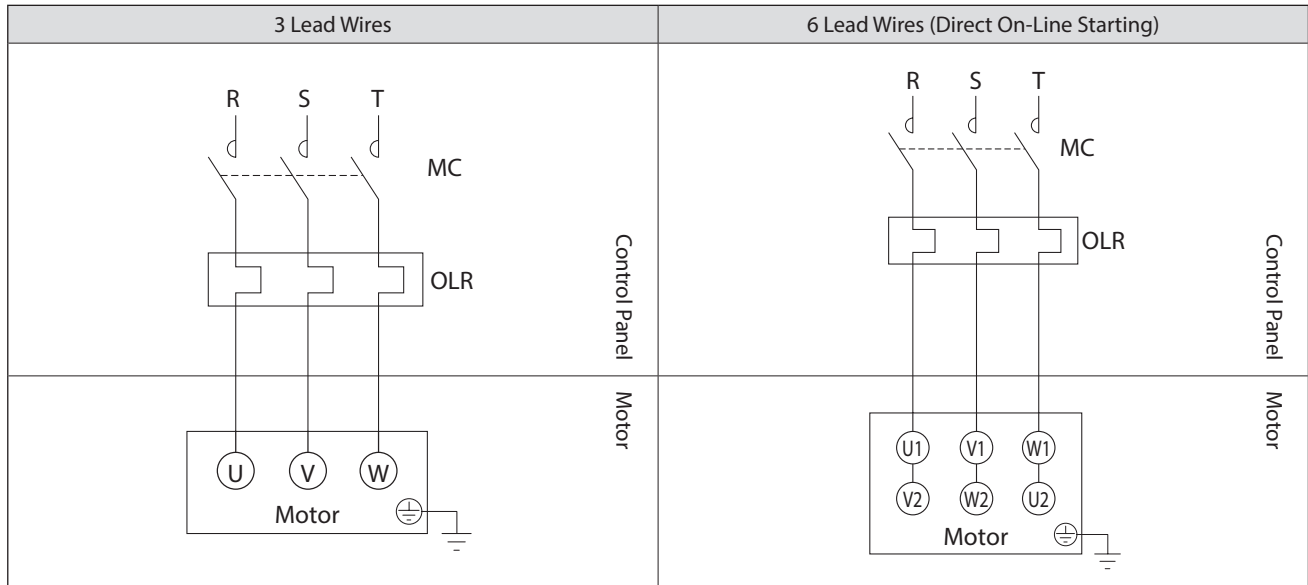 3 Lead Wires
6 Lead Wires (Direct On-Line Starting)
R S T
MC
OLR
Control Panel
U V W
Motor
Motor
R S T
MC
OLR
Control Panel
U1 V1 W1
V2 W2 U2
Motor
Motor